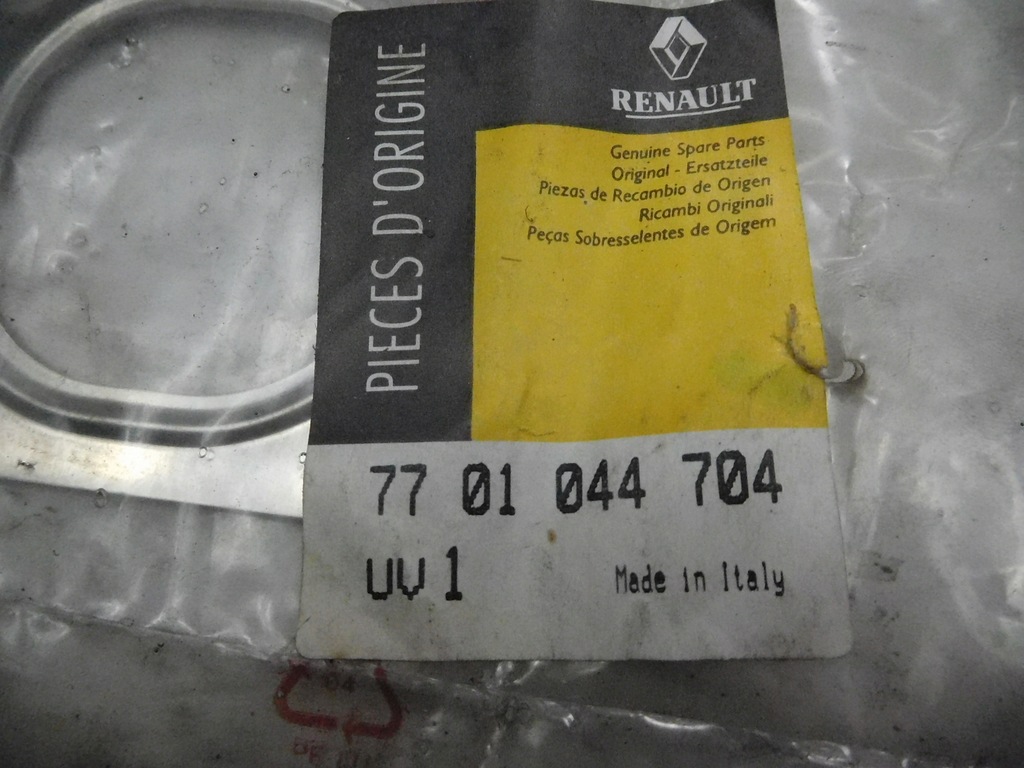 PIECES D'ORIGINE
RENAULT
Genuine Spare Parts
Original - Ersatzteile
Piezas de Recambio de Origen
Ricambi Originali
Peças Sobresselentes de Origem
77 01 044 704
UV 1
Made in Italy
04